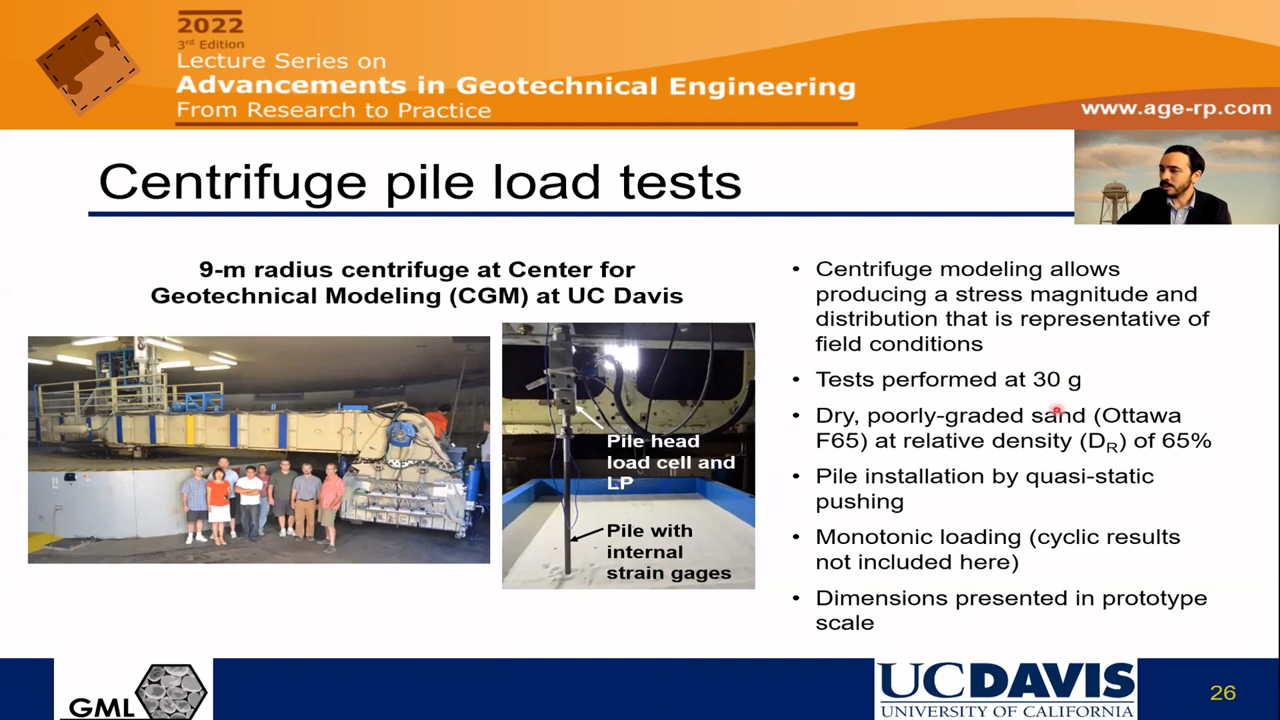 2022
3rd Edition
Lecture Series on
Advancements in Geotechnical Engineering
From Research to Practice
www.age-rp.com
Centrifuge pile load tests
9-m radius centrifuge at Center for
Geotechnical Modeling (CGM) at UC Davis
Pile head
load cell and
LP
Pile with
internal
strain gages
• Centrifuge modeling allows
producing a stress magnitude and
distribution that is representative of
field conditions
• Tests performed at 30 g
• Dry, poorly-graded sand (Ottawa
F65) at relative density (DR) of 65%
• Pile installation by quasi-static
pushing
• Monotonic loading (cyclic results
not included here)
• Dimensions presented in prototype
scale
GML
UCDAVIS
UNIVERSITY OF CALIFORNIA
26